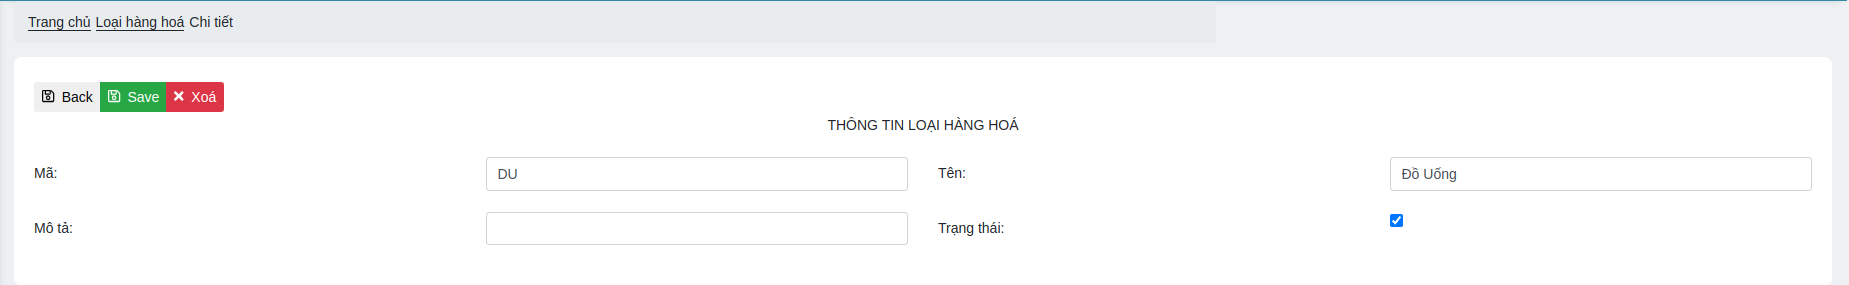 Trang chủ Loại hàng hoá Chi tiết
Back Save Xoá
THÔNG TIN LOẠI HÀNG HOÁ
Mã: DU Tên: Đồ Uống
Mô tả: Trạng thái: